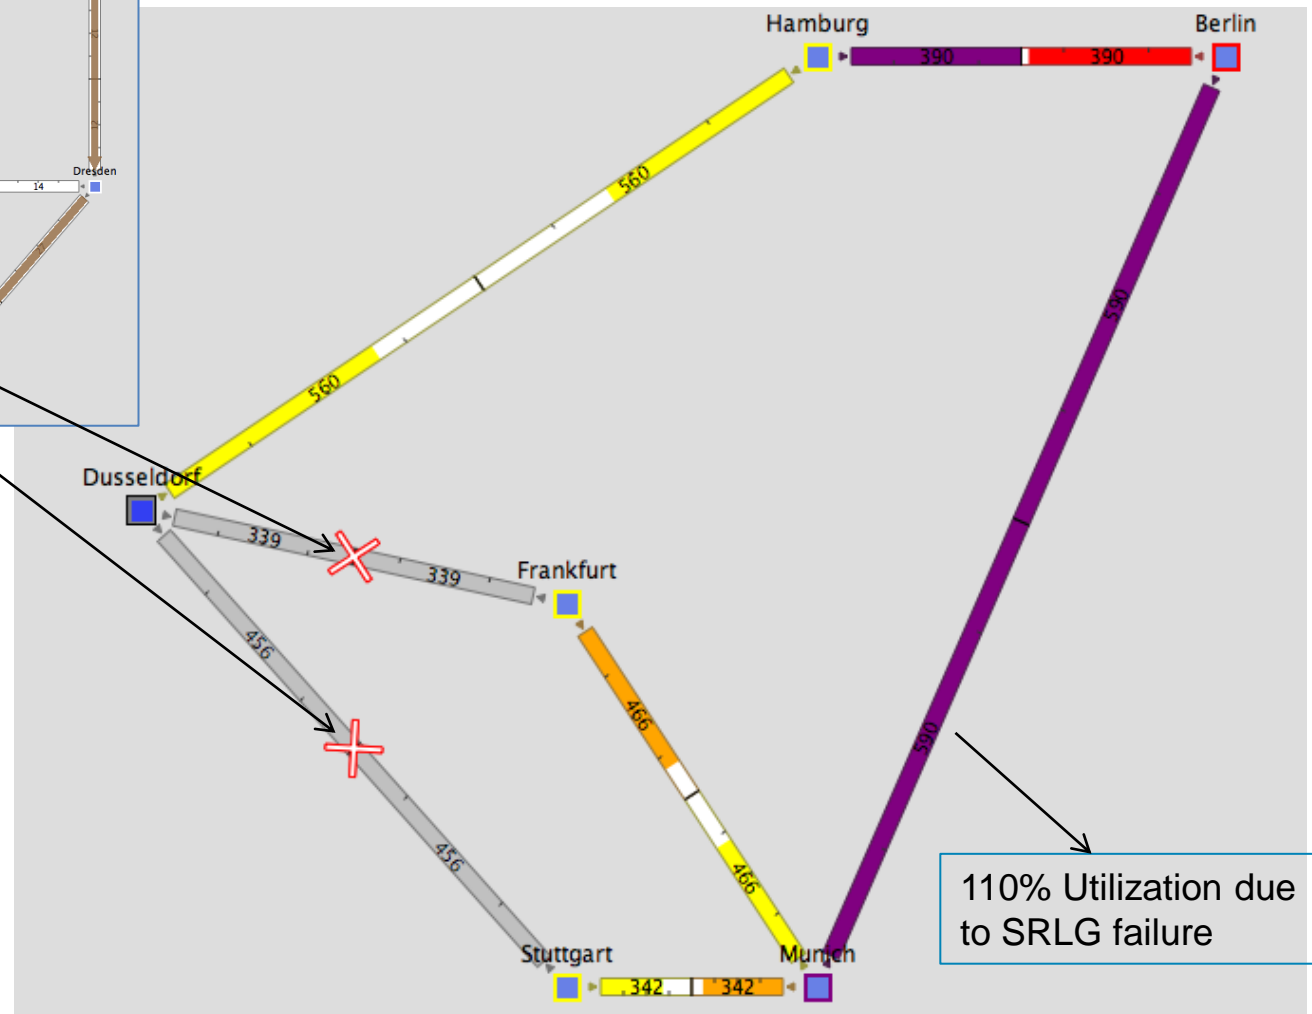 Hamburg
Berlin
390
390
560
560
590
590
Dresden
14
Dusseldorf
339
339
Frankfurt
456
456
466
466
110% Utilization due
to SRLG failure
Stuttgart
342
342
Munich